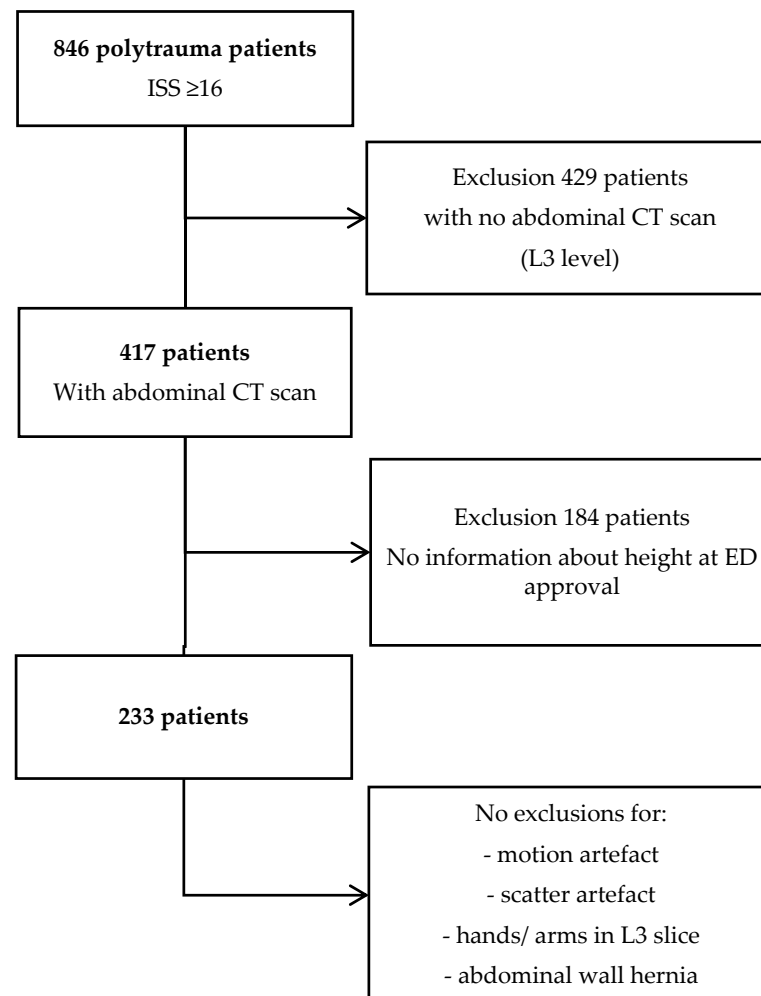 846 polytrauma patients
ISS ≥16
Exclusion 429 patients
with no abdominal CT scan
(L3 level)
417 patients
With abdominal CT scan
Exclusion 184 patients
No information about height at ED
approval
233 patients
No exclusions for:
- motion artefact
- scatter artefact
- hands/ arms in L3 slice
- abdominal wall hernia